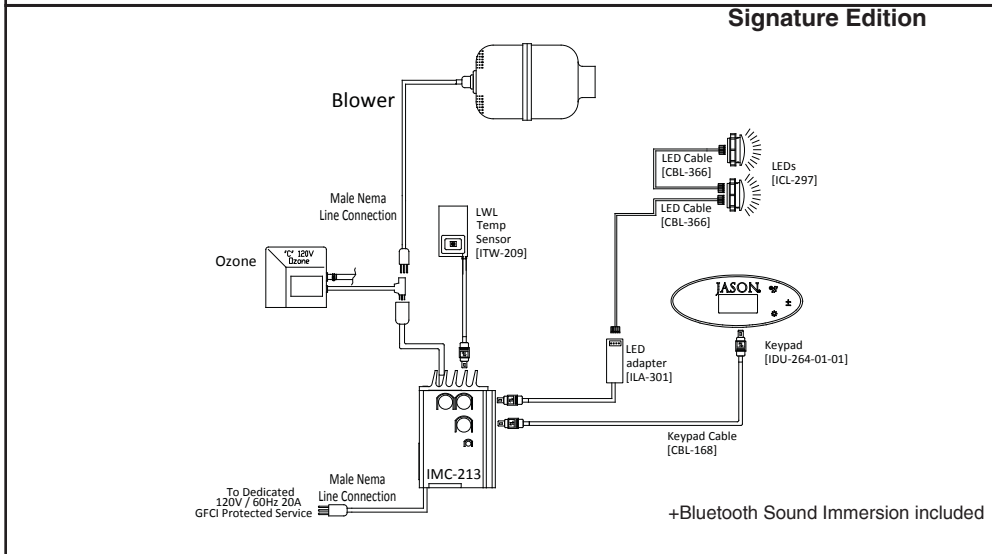 Signature Edition
Blower
LED Cable
[CBL-366]
LEDs
[ICL-297]
LED Cable
[CBL-366]
Male Nema
Line Connection
LWL
Temp
Sensor
[ITW-209]
Ozone
"C" 120V
Ozone
JASON
±
Keypad
[IDU-264-01-01]
LED
adapter
[ILA-301]
Keypad Cable
[CBL-168]
IMC-213
Male Nema
Line Connection
To Dedicated
120V / 60Hz 20A
GFCI Protected Service
+Bluetooth Sound Immersion included